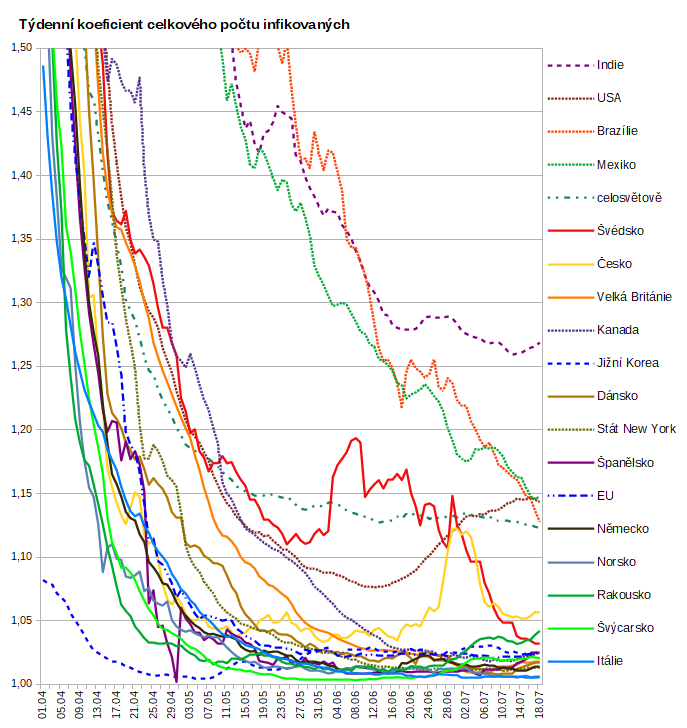 Týdenní koeficient celkového počtu infikovaných
1,50
1,45
1,40
1,35
1,30
1,25
1,20
1,15
1,10
1,05
1,00
01.04
05.04
09.04
13.04
17.04
21.04
25.04
29.04
03.05
07.05
11.05
15.05
19.05
23.05
27.05
31.05
04.06
08.06
12.06
16.06
20.06
24.06
28.06
02.07
06.07
10.07
14.07
18.07
Indie
USA
Brazílie
Mexiko
celosvětově
Švédsko
Česko
Velká Británie
Kanada
Jižní Korea
Dánsko
Stát New York
Španělsko
EU
Německo
Norsko
Rakousko
Švýcarsko
Itálie